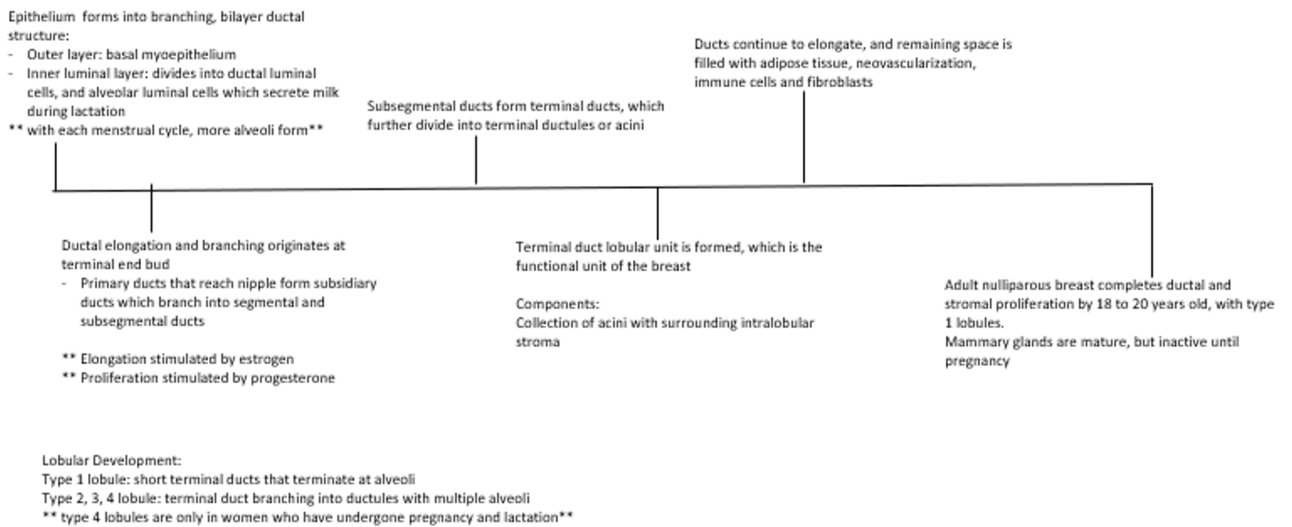 Epithelium forms into branching, bilayer ductal
structure:
- Outer layer: basal myoepithelium
- Inner luminal layer: divides into ductal luminal
cells, and alveolar luminal cells which secrete milk
during lactation
** with each menstrual cycle, more alveoli form**
Subsegmental ducts form terminal ducts, which
further divide into terminal ductules or acini
Ducts continue to elongate, and remaining space is
filled with adipose tissue, neovascularization,
immune cells and fibroblasts
Ductal elongation and branching originates at
terminal end bud
- Primary ducts that reach nipple form subsidiary
ducts which branch into segmental and
subsegmental ducts
** Elongation stimulated by estrogen
** Proliferation stimulated by progesterone
Terminal duct lobular unit is formed, which is the
functional unit of the breast
Components:
Collection of acini with surrounding intralobular
stroma
Adult nulliparous breast completes ductal and
stromal proliferation by 18 to 20 years old, with type
1 lobules.
Mammary glands are mature, but inactive until
pregnancy
Lobular Development:
Type 1 lobule: short terminal ducts that terminate at alveoli
Type 2, 3, 4 lobule: terminal duct branching into ductules with multiple alveoli
** type 4 lobules are only in women who have undergone pregnancy and lactation**